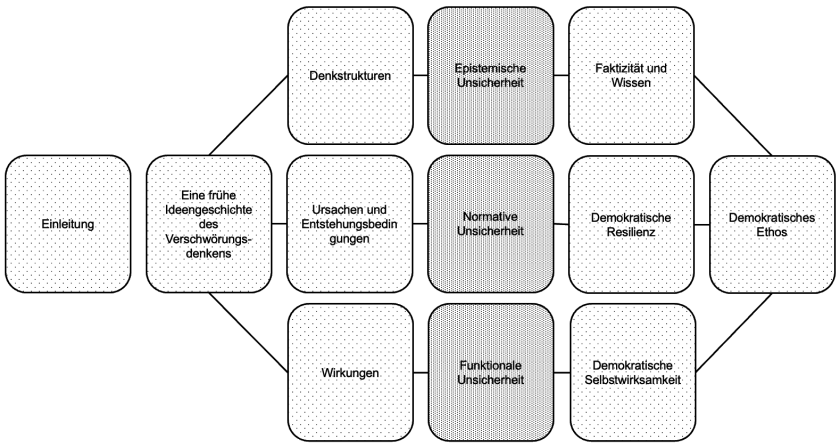 Denkstrukturen
Epistemische
Unsicherheit
Faktizität und
Wissen
Einleitung
Eine frühe
Ideengeschichte
des
Verschwörungs-
denkens
Ursachen und
Entstehungsbedin
gungen
Normative
Unsicherheit
Demokratische
Resilienz
Demokratisches
Ethos
Wirkungen
Funktionale
Unsicherheit
Demokratische
Selbstwirksamkeit